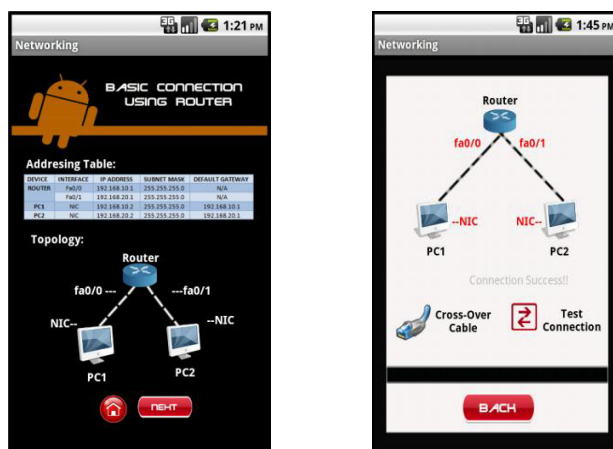 3G 1:21 PM
Networking
BASIC CONNECTION
USING ROUTER
Addresing Table:
DEVICE INTERFACE IP ADDRESS SUBNET MASK DEFAULT GATEWAY
ROUTER Fa0/0 192.168.10.1 255.255.255.0 N/A
Fa0/1 192.168.20.1 255.255.255.0 N/A
PC1 NIC 192.168.10.2 255.255.255.0 192.168.10.1
PC2 NIC 192.168.20.2 255.255.255.0 192.168.20.1
Topology:
Router
fa0/0 --- ---fa0/1
NIC-- --NIC
PC1 PC2
NEXT
3G 1:45 PM
Networking
Router
fa0/0 fa0/1
--NIC NIC--
PC1 PC2
Connection Success!!
Cross-Over
Cable
Test
Connection
BACK